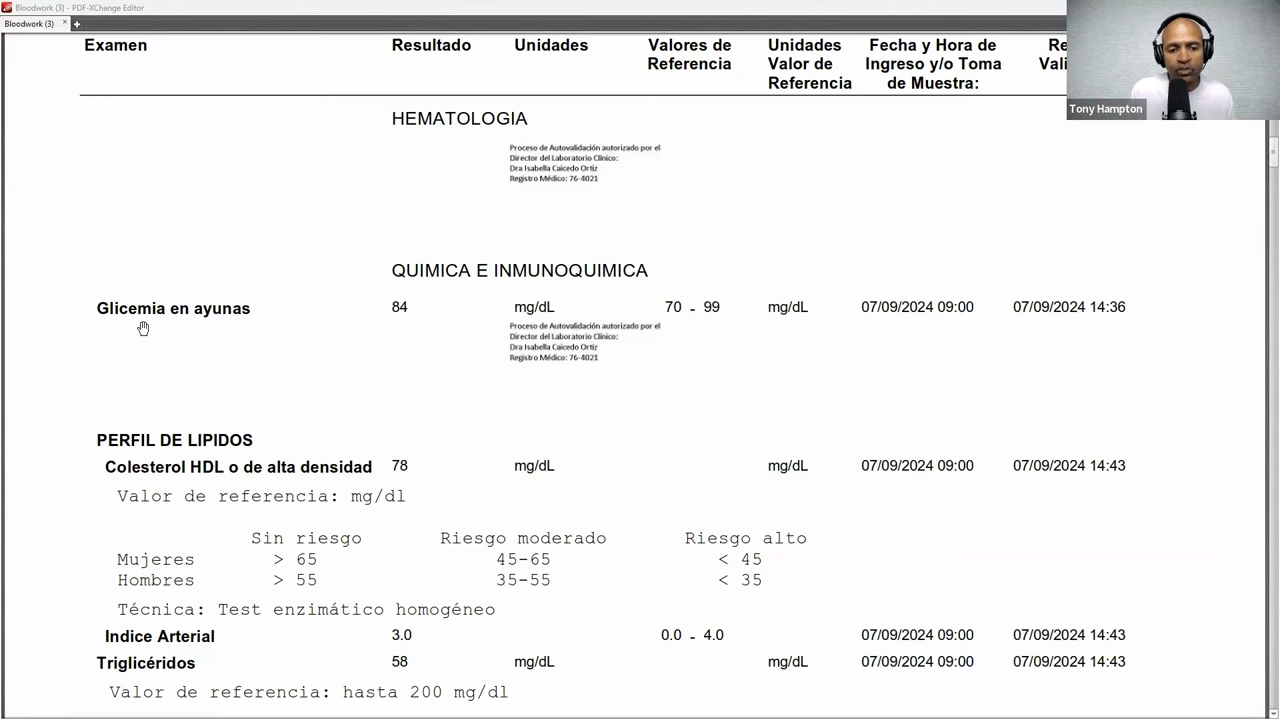 Bloodwork (3) - PDF-XChange Editor
Bloodwork (3) × +
Examen Resultado Unidades Valores de Referencia Unidades Valor de Referencia Fecha y Hora de Ingreso y/o Toma de Muestra:
Tony Hampton
HEMATOLOGIA
Proceso de Autovalidación autorizado por el
Director del Laboratorio Clínico:
Dra Isabella Caicedo Ortiz
Registro Médico: 76-4021
QUIMICA E INMUNOQUIMICA
Glicemia en ayunas 84 mg/dL 70 - 99 mg/dL 07/09/2024 09:00 07/09/2024 14:36
Proceso de Autovalidación autorizado por el
Director del Laboratorio Clínico:
Dra Isabella Caicedo Ortiz
Registro Médico: 76-4021
PERFIL DE LIPIDOS
Colesterol HDL o de alta densidad 78 mg/dL mg/dL 07/09/2024 09:00 07/09/2024 14:43
Valor de referencia: mg/dl
Sin riesgo Riesgo moderado Riesgo alto
Mujeres > 65 45-65 < 45
Hombres > 55 35-55 < 35
Técnica: Test enzimático homogéneo
Indice Arterial 3.0 0.0 - 4.0 07/09/2024 09:00 07/09/2024 14:43
Triglicéridos 58 mg/dL mg/dL 07/09/2024 09:00 07/09/2024 14:43
Valor de referencia: hasta 200 mg/dl